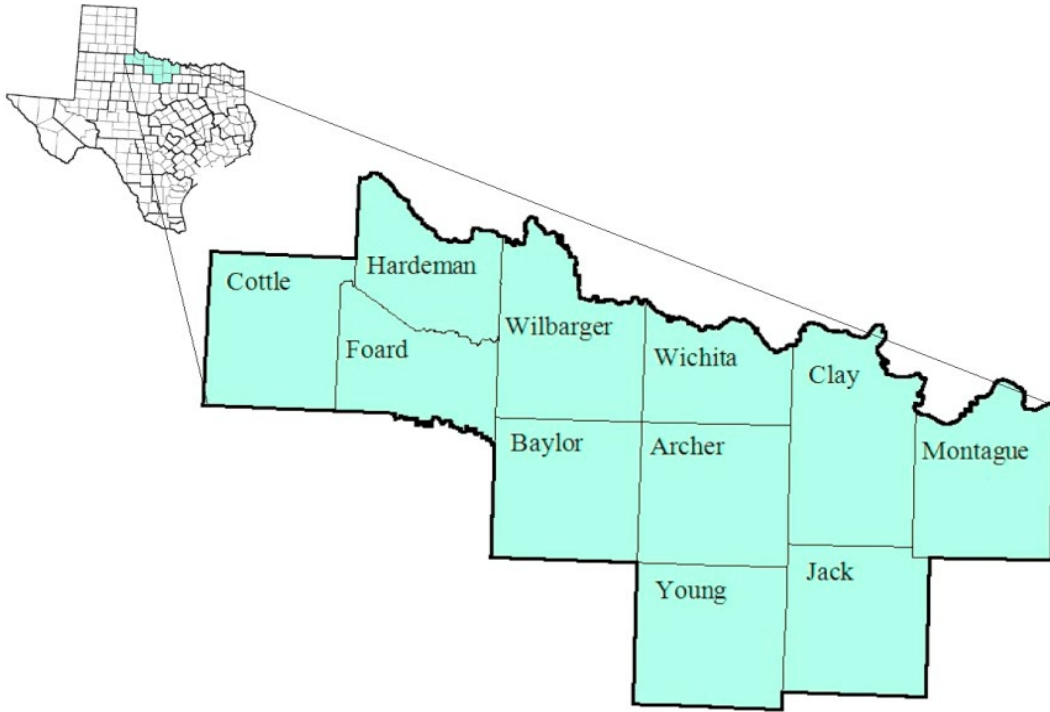 Cottle
Hardeman
Foard
Wilbarger
Wichita
Clay
Baylor
Archer
Montague
Young
Jack